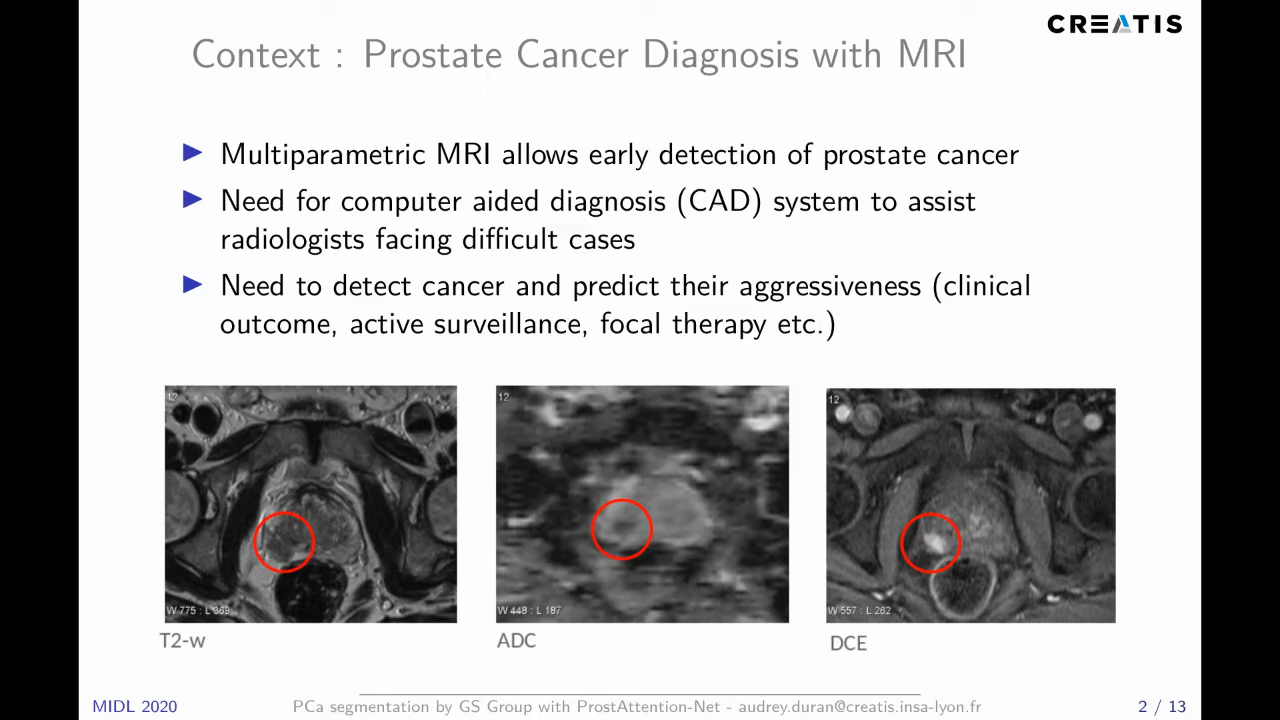 CREATIS
Context : Prostate Cancer Diagnosis with MRI
Multiparametric MRI allows early detection of prostate cancer
Need for computer aided diagnosis (CAD) system to assist
radiologists facing difficult cases
Need to detect cancer and predict their aggressiveness (clinical
outcome, active surveillance, focal therapy etc.)
12
12
12
W 775 : L 369
W 448 : L 187
W 557 : L 262
T2-w
ADC
DCE
MIDL 2020
PCa segmentation by GS Group with ProstAttention-Net - audrey.duran@creatis.insa-lyon.fr
2 / 13